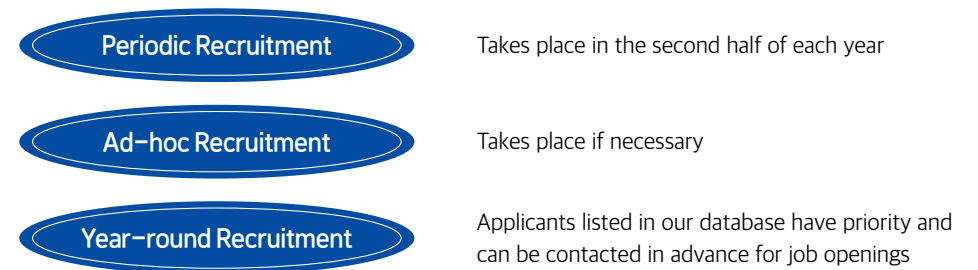 Periodic Recruitment
Takes place in the second half of each year
Ad-hoc Recruitment
Takes place if necessary
Year-round Recruitment
Applicants listed in our database have priority and
can be contacted in advance for job openings